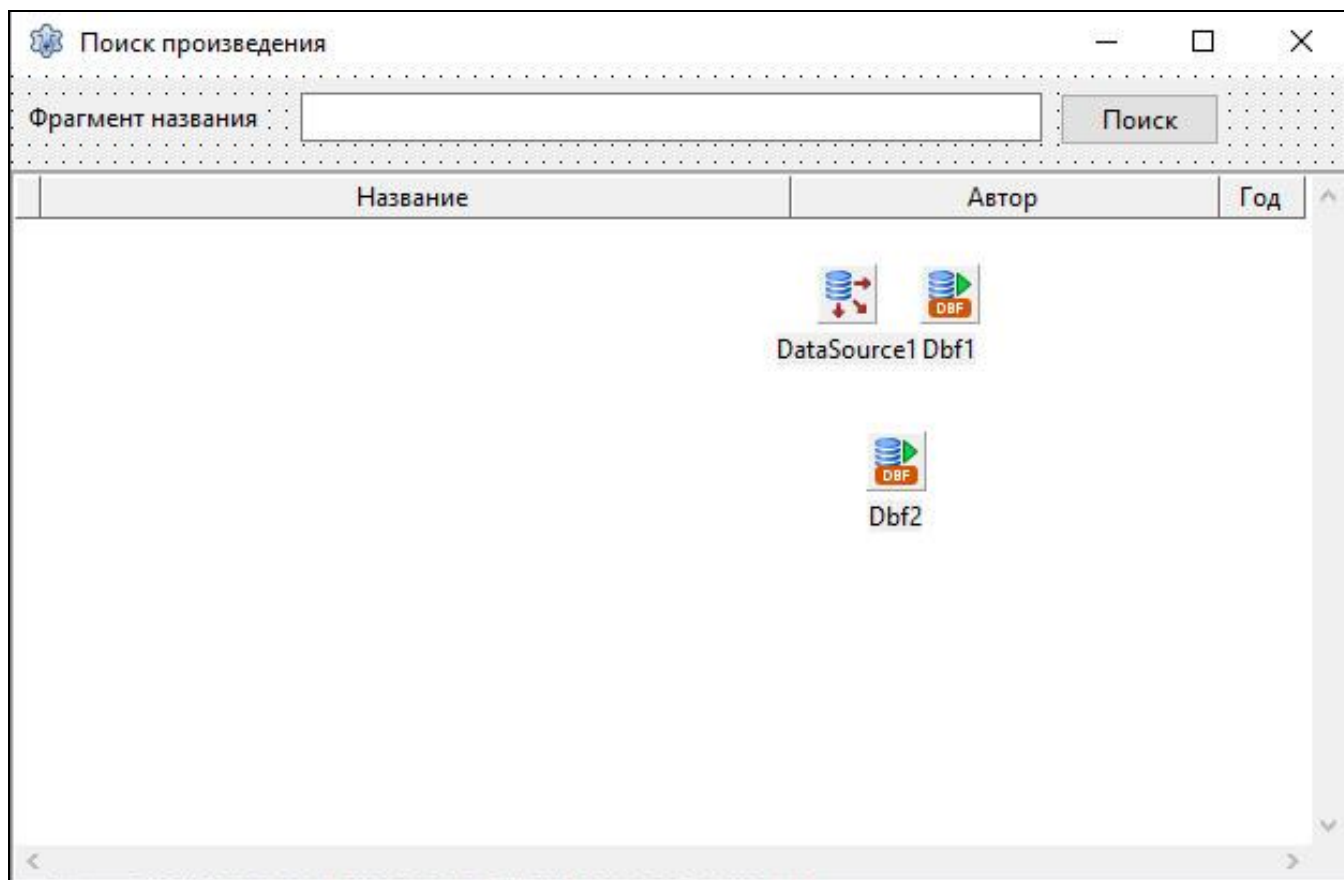 Поиск произведения
Фрагмент названия Поиск
Название Автор Год
DBF
DataSource1 Dbf1
DBF
Dbf2